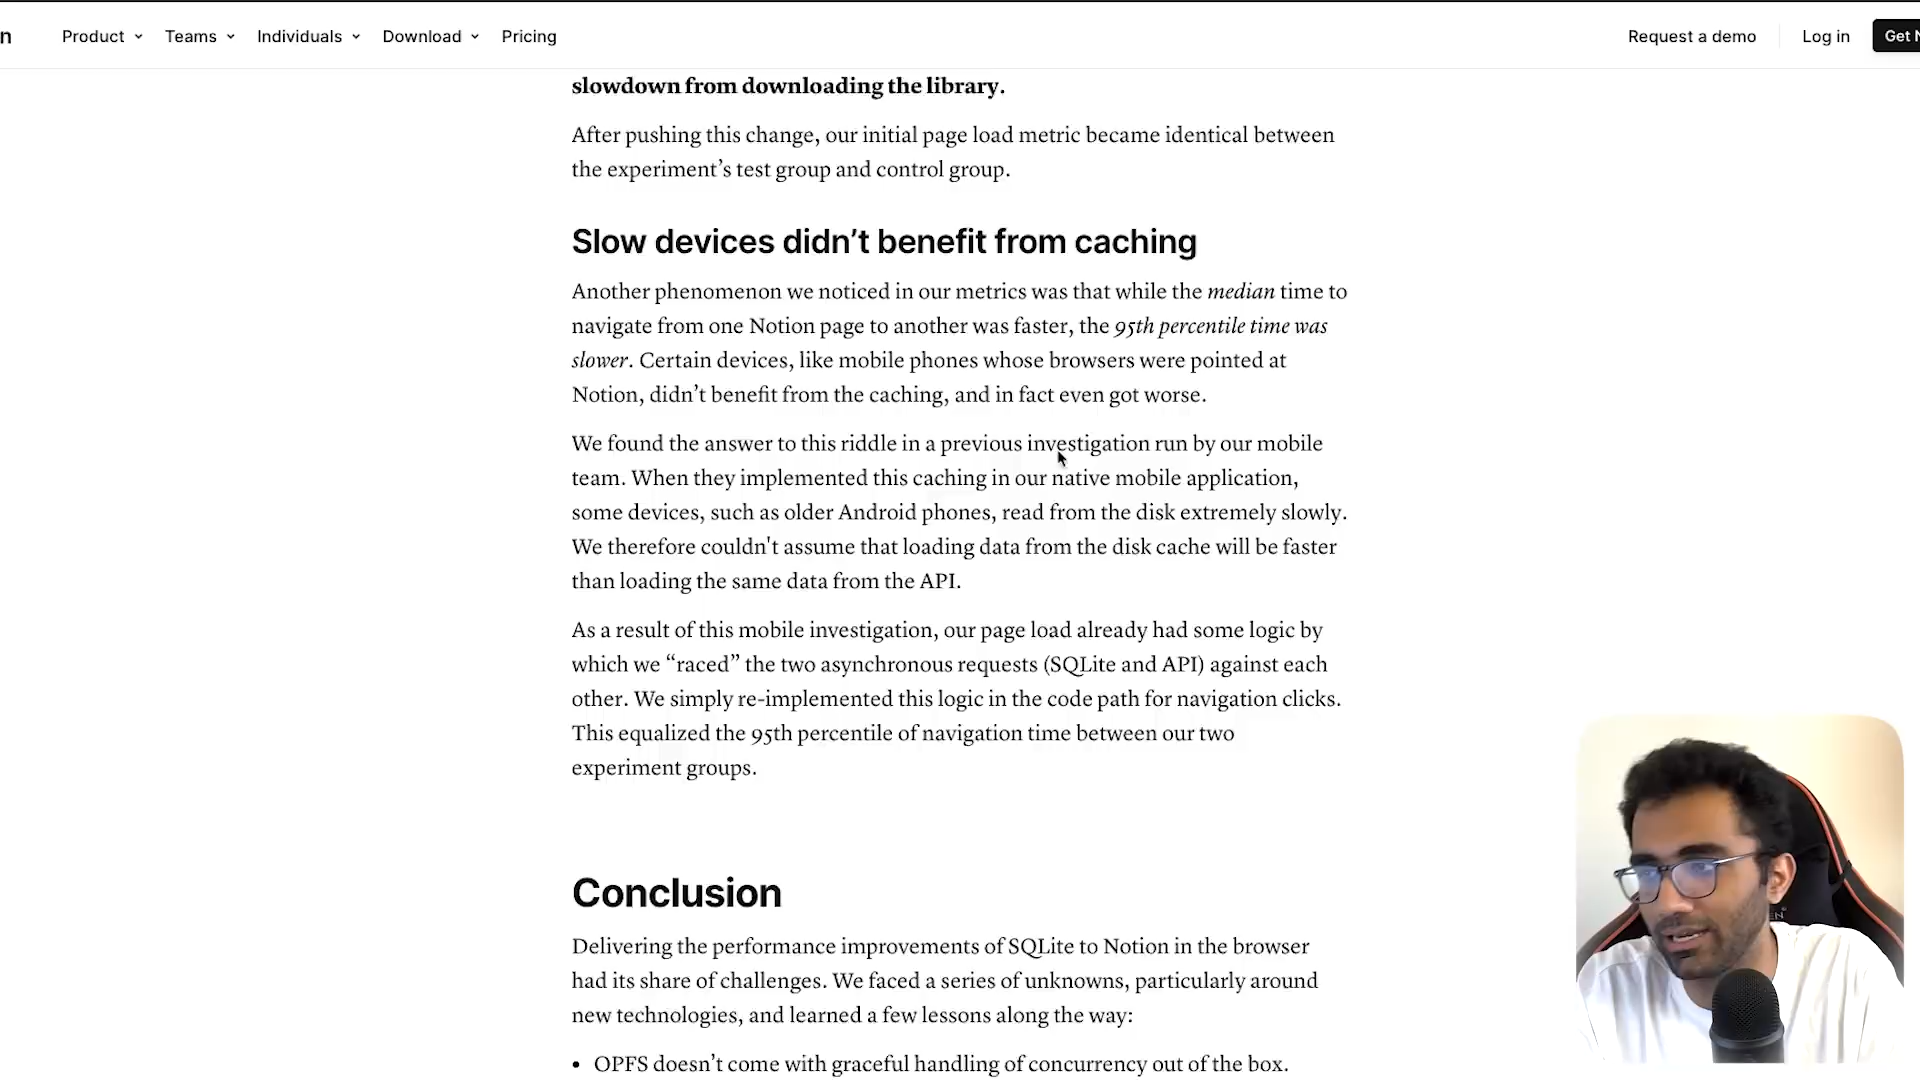 n Product Teams Individuals Download Pricing Request a demo Log in Get N
slowdown from downloading the library.
After pushing this change, our initial page load metric became identical between
the experiment’s test group and control group.
Slow devices didn’t benefit from caching
Another phenomenon we noticed in our metrics was that while the median time to
navigate from one Notion page to another was faster, the 95th percentile time was
slower. Certain devices, like mobile phones whose browsers were pointed at
Notion, didn’t benefit from the caching, and in fact even got worse.
We found the answer to this riddle in a previous investigation run by our mobile
team. When they implemented this caching in our native mobile application,
some devices, such as older Android phones, read from the disk extremely slowly.
We therefore couldn't assume that loading data from the disk cache will be faster
than loading the same data from the API.
As a result of this mobile investigation, our page load already had some logic by
which we “raced” the two asynchronous requests (SQLite and API) against each
other. We simply re-implemented this logic in the code path for navigation clicks.
This equalized the 95th percentile of navigation time between our two
experiment groups.
Conclusion
Delivering the performance improvements of SQLite to Notion in the browser
had its share of challenges. We faced a series of unknowns, particularly around
new technologies, and learned a few lessons along the way:
• OPFS doesn’t come with graceful handling of concurrency out of the box.